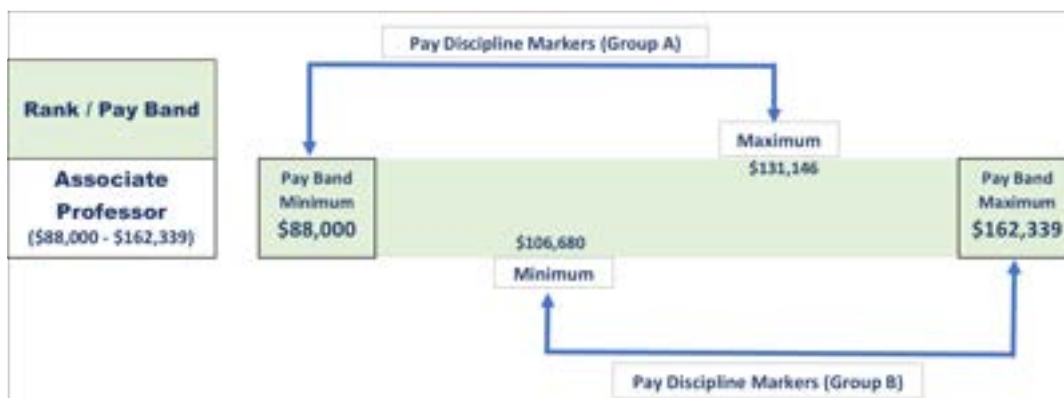 Pay Discipline Markers (Group A)
Rank / Pay Band
Maximum
$131,146
Associate
Professor
($88,000 - $162,339)
Pay Band
Minimum
$88,000
Pay Band
Maximum
$162,339
$106,680
Minimum
Pay Discipline Markers (Group B)